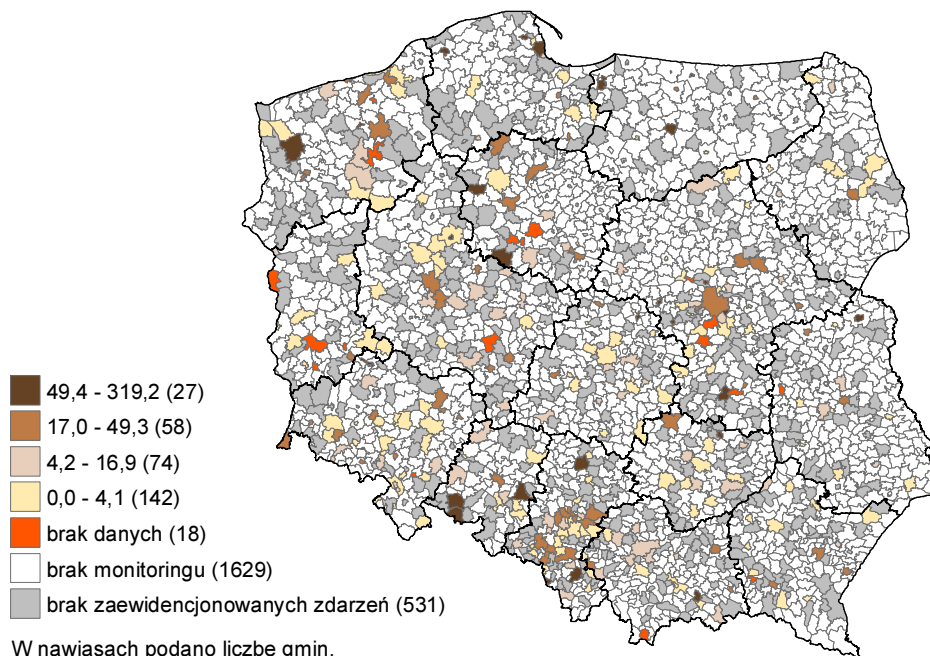 49,4 - 319,2 (27)
17,0 - 49,3 (58)
4,2 - 16,9 (74)
0,0 - 4,1 (142)
brak danych (18)
brak monitoringu (1629)
brak zaewidencjonowanych zdarzeń (531)
W nawiasach podano liczbę gmin.